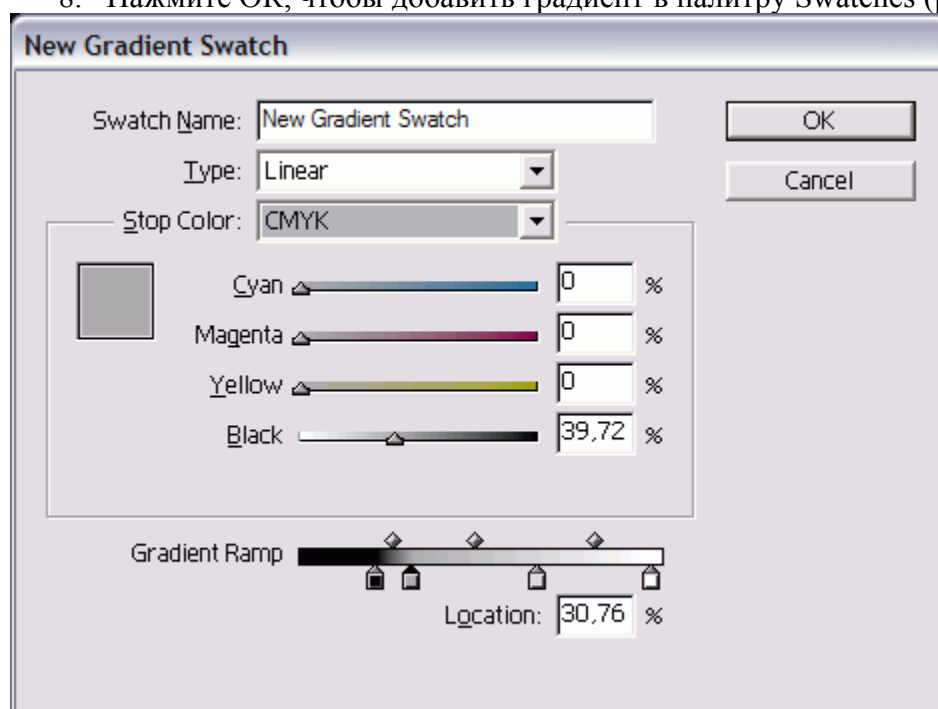 8. Нажмите ОК, чтобы добавить градиент в палитру Swatches (
New Gradient Swatch
Swatch Name: New Gradient Swatch
OK
Type: Linear
Cancel
Stop Color: CMYK
Cyan 0 %
Magenta 0 %
Yellow 0 %
Black 39,72 %
Gradient Ramp
Location: 30,76 %